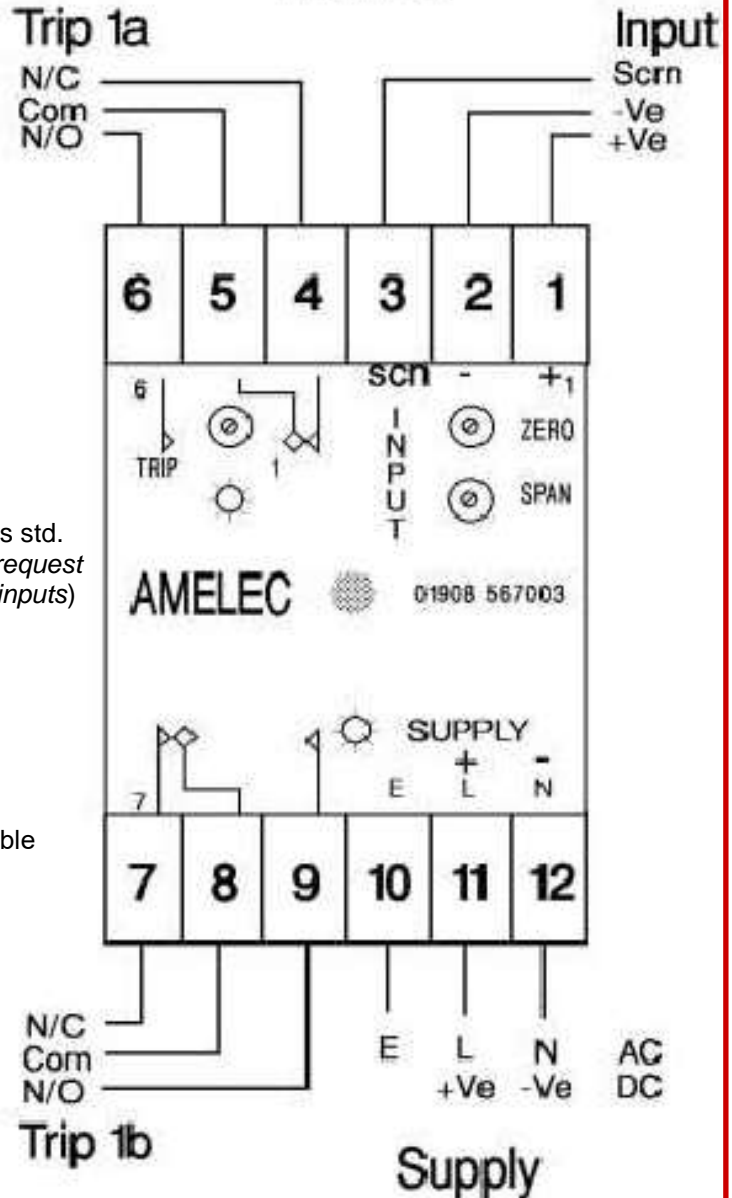 Trip 1a
Input
N/C
Com
N/O
Scrn
-Ve
+Ve
6 5 4 3 2 1
6
scn - +1
TRIP
1
INPUT
ZERO
SPAN
s std.
request
inputs)
AMELEC
01908 567003
SUPPLY
+ -
E L N
7
ble
7 8 9 10 11 12
N/C
Com
N/O
E L N AC
+Ve -Ve DC
Trip 1b
Supply